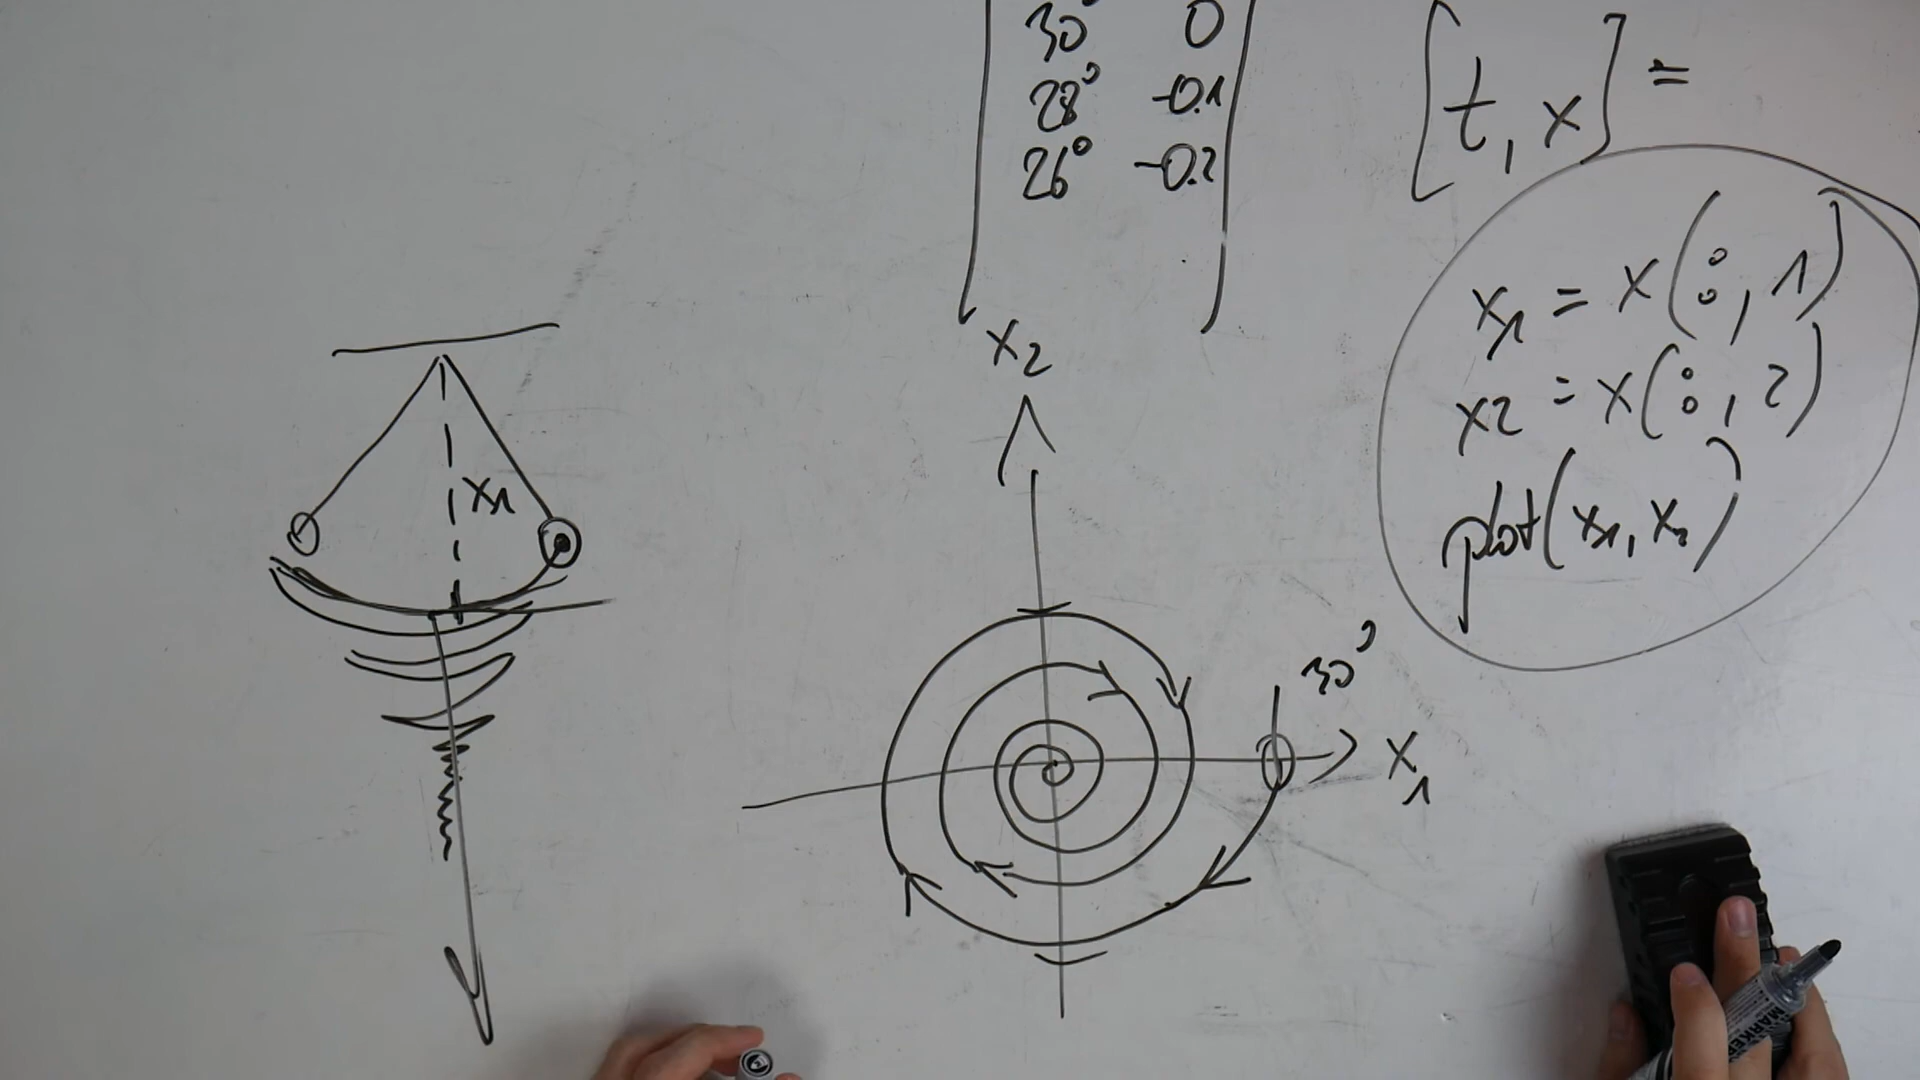 30° 0
28° -0.1
26° -0.2
[t, x] =
x1 = x(:, 1)
x2 = x(:, 2)
plot(x1, x2)
x2
x1
30°
x1
MARKER